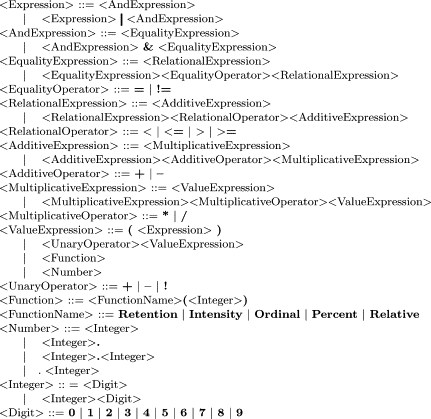 <Expression> ::= <AndExpression>
| <Expression> | <AndExpression>
<AndExpression> ::= <EqualityExpression>
| <AndExpression> & <EqualityExpression>
<EqualityExpression> ::= <RelationalExpression>
| <EqualityExpression><EqualityOperator><RelationalExpression>
<EqualityOperator> ::= = | !=
<RelationalExpression> ::= <AdditiveExpression>
| <RelationalExpression><RelationalOperator><AdditiveExpression>
<RelationalOperator> ::= < | <= | > | >=
<AdditiveExpression> ::= <MultiplicativeExpression>
| <AdditiveExpression><AdditiveOperator><MultiplicativeExpression>
<AdditiveOperator> ::= + | –
<MultiplicativeExpression> ::= <ValueExpression>
| <MultiplicativeExpression><MultiplicativeOperator><ValueExpression>
<MultiplicativeOperator> ::= * | /
<ValueExpression> ::= ( <Expression> )
| <UnaryOperator><ValueExpression>
| <Function>
| <Number>
<UnaryOperator> ::= + | – | !
<Function> ::= <FunctionName>(<Integer>)
<FunctionName> ::= Retention | Intensity | Ordinal | Percent | Relative
<Number> ::= <Integer>
| <Integer>.
| <Integer>.<Integer>
| . <Integer>
<Integer> :: = <Digit>
| <Integer><Digit>
<Digit> ::= 0 | 1 | 2 | 3 | 4 | 5 | 6 | 7 | 8 | 9